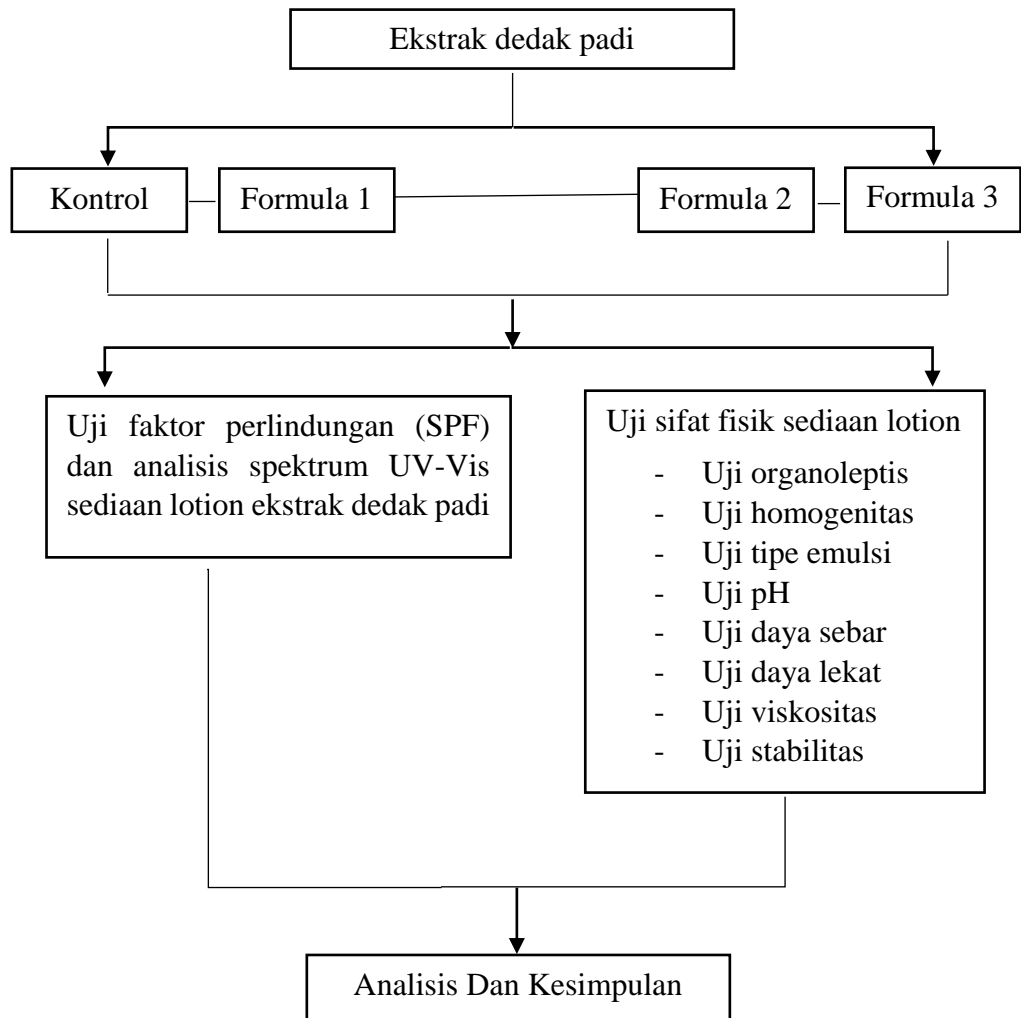 Ekstrak dedak padi
Kontrol
Formula 1
Formula 2
Formula 3
Uji faktor perlindungan (SPF)
dan analisis spektrum UV-Vis
sediaan lotion ekstrak dedak padi
Uji sifat fisik sediaan lotion
- Uji organoleptis
- Uji homogenitas
- Uji tipe emulsi
- Uji pH
- Uji daya sebar
- Uji daya lekat
- Uji viskositas
- Uji stabilitas
Analisis Dan Kesimpulan